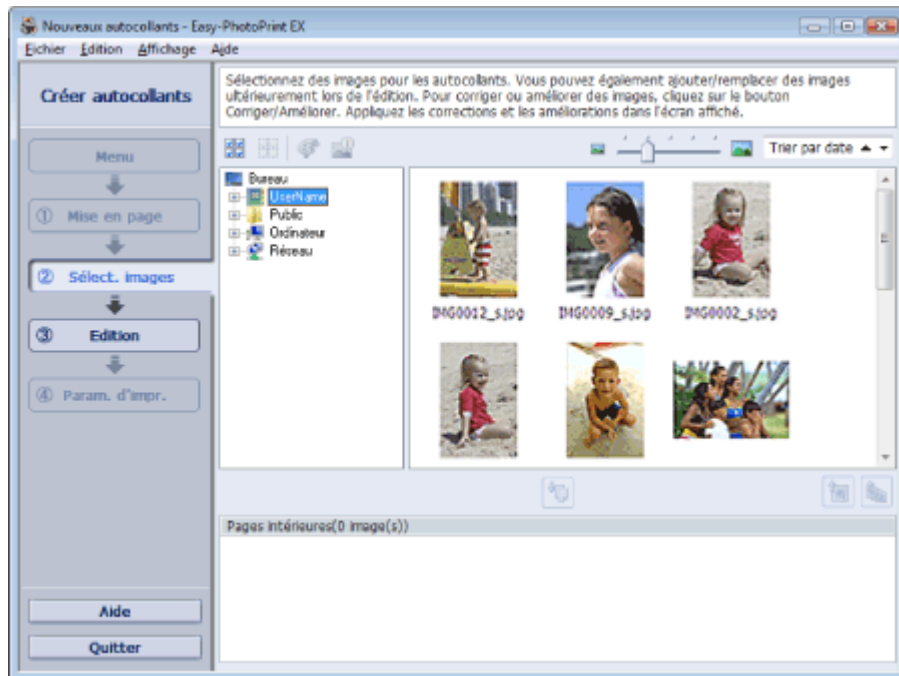 Nouveaux autocollants - Easy-PhotoPrint EX
Fichier Edition Affichage Aide
Créer autocollants
Sélectionnez des images pour les autocollants. Vous pouvez également ajouter/remplacer des images
ultérieurement lors de l'édition. Pour corriger ou améliorer des images, cliquez sur le bouton
Corriger/Améliorer. Appliquez les corrections et les améliorations dans l'écran affiché.
Menu
① Mise en page
② Sélect. images
③ Edition
④ Param. d'impr.
Trier par date
Bureau
UserName
Public
Ordinateur
Réseau
IMG0012_s.jpg IMG0009_s.jpg IMG0002_s.jpg
Pages intérieures(0 image(s))
Aide
Quitter